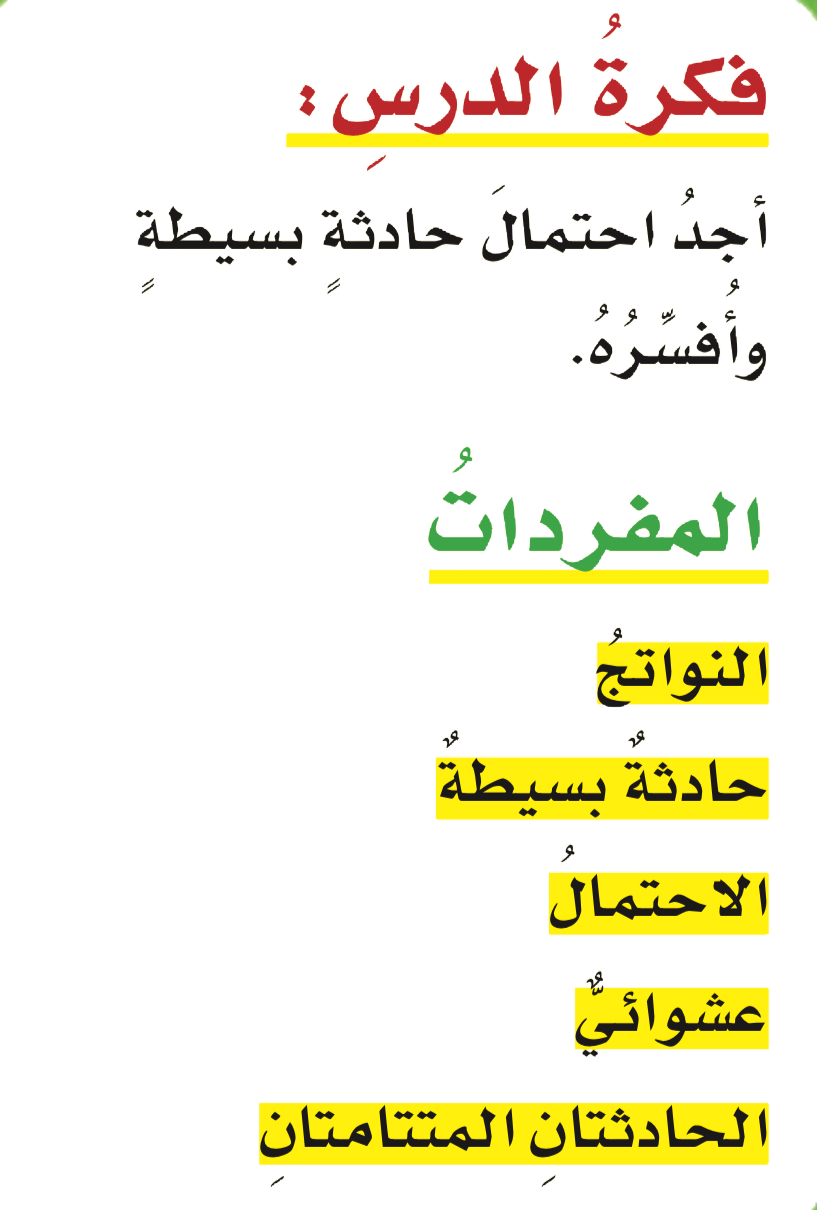 فكرةُ الدرسِ :
أجدُ احتمالَ حادثةٍ بسيطةٍ
وأُفسِّرُهُ.
المفرداتُ
النواتجُ
حادثةٌ بسيطةٌ
الاحتمالُ
عشوائيٌّ
الحادثتانِ المتتامتانِ